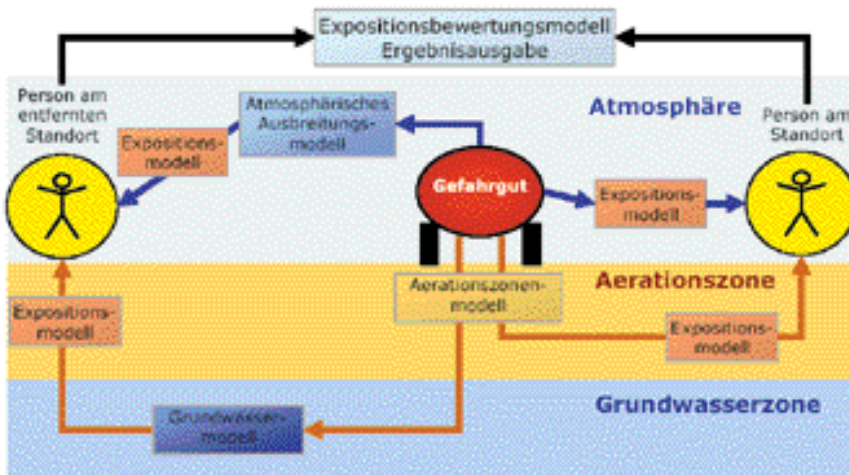 Expositionsbewertungsmodell
Ergebnisausgabe
Person am
entfernten
Standort
Atmosphärisches
Ausbreitungs-
modell
Atmosphäre
Person am
Standort
Expositions-
modell
Gefahrgut
Expositions-
modell
Aerationszonen-
modell
Aerationszone
Expositions-
modell
Expositions-
modell
Grundwasser-
modell
Grundwasserzone